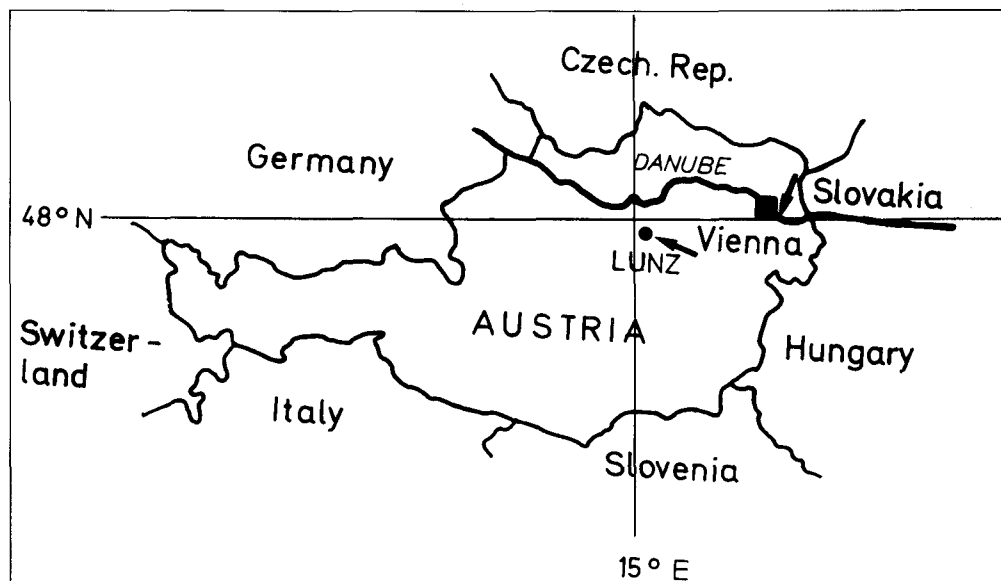 Czech. Rep.
Germany
DANUBE
Slovakia
48° N
Vienna
LUNZ
AUSTRIA
Switzer-
land
Hungary
Italy
Slovenia
15° E